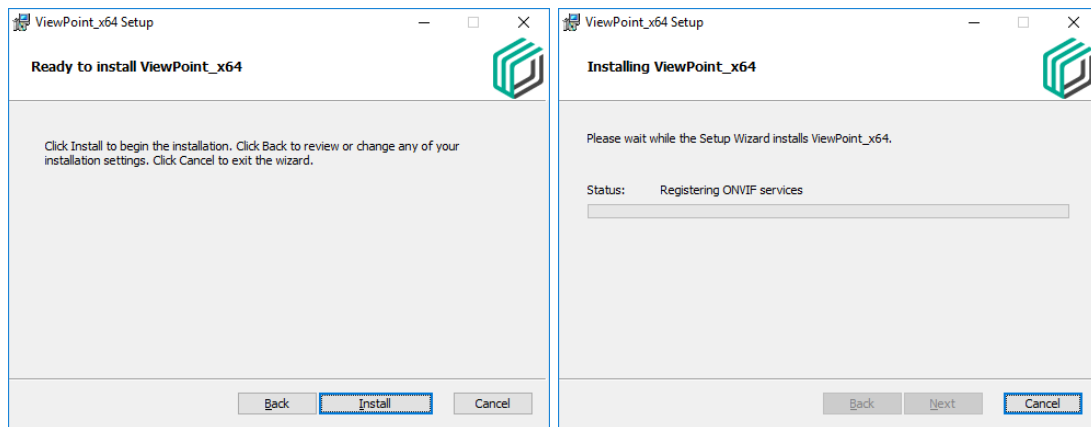 ViewPoint_x64 Setup
Ready to install ViewPoint_x64
Click Install to begin the installation. Click Back to review or change any of your
installation settings. Click Cancel to exit the wizard.
Back Install Cancel
ViewPoint_x64 Setup
Installing ViewPoint_x64
Please wait while the Setup Wizard installs ViewPoint_x64.
Status: Registering ONVIF services
Back Next Cancel